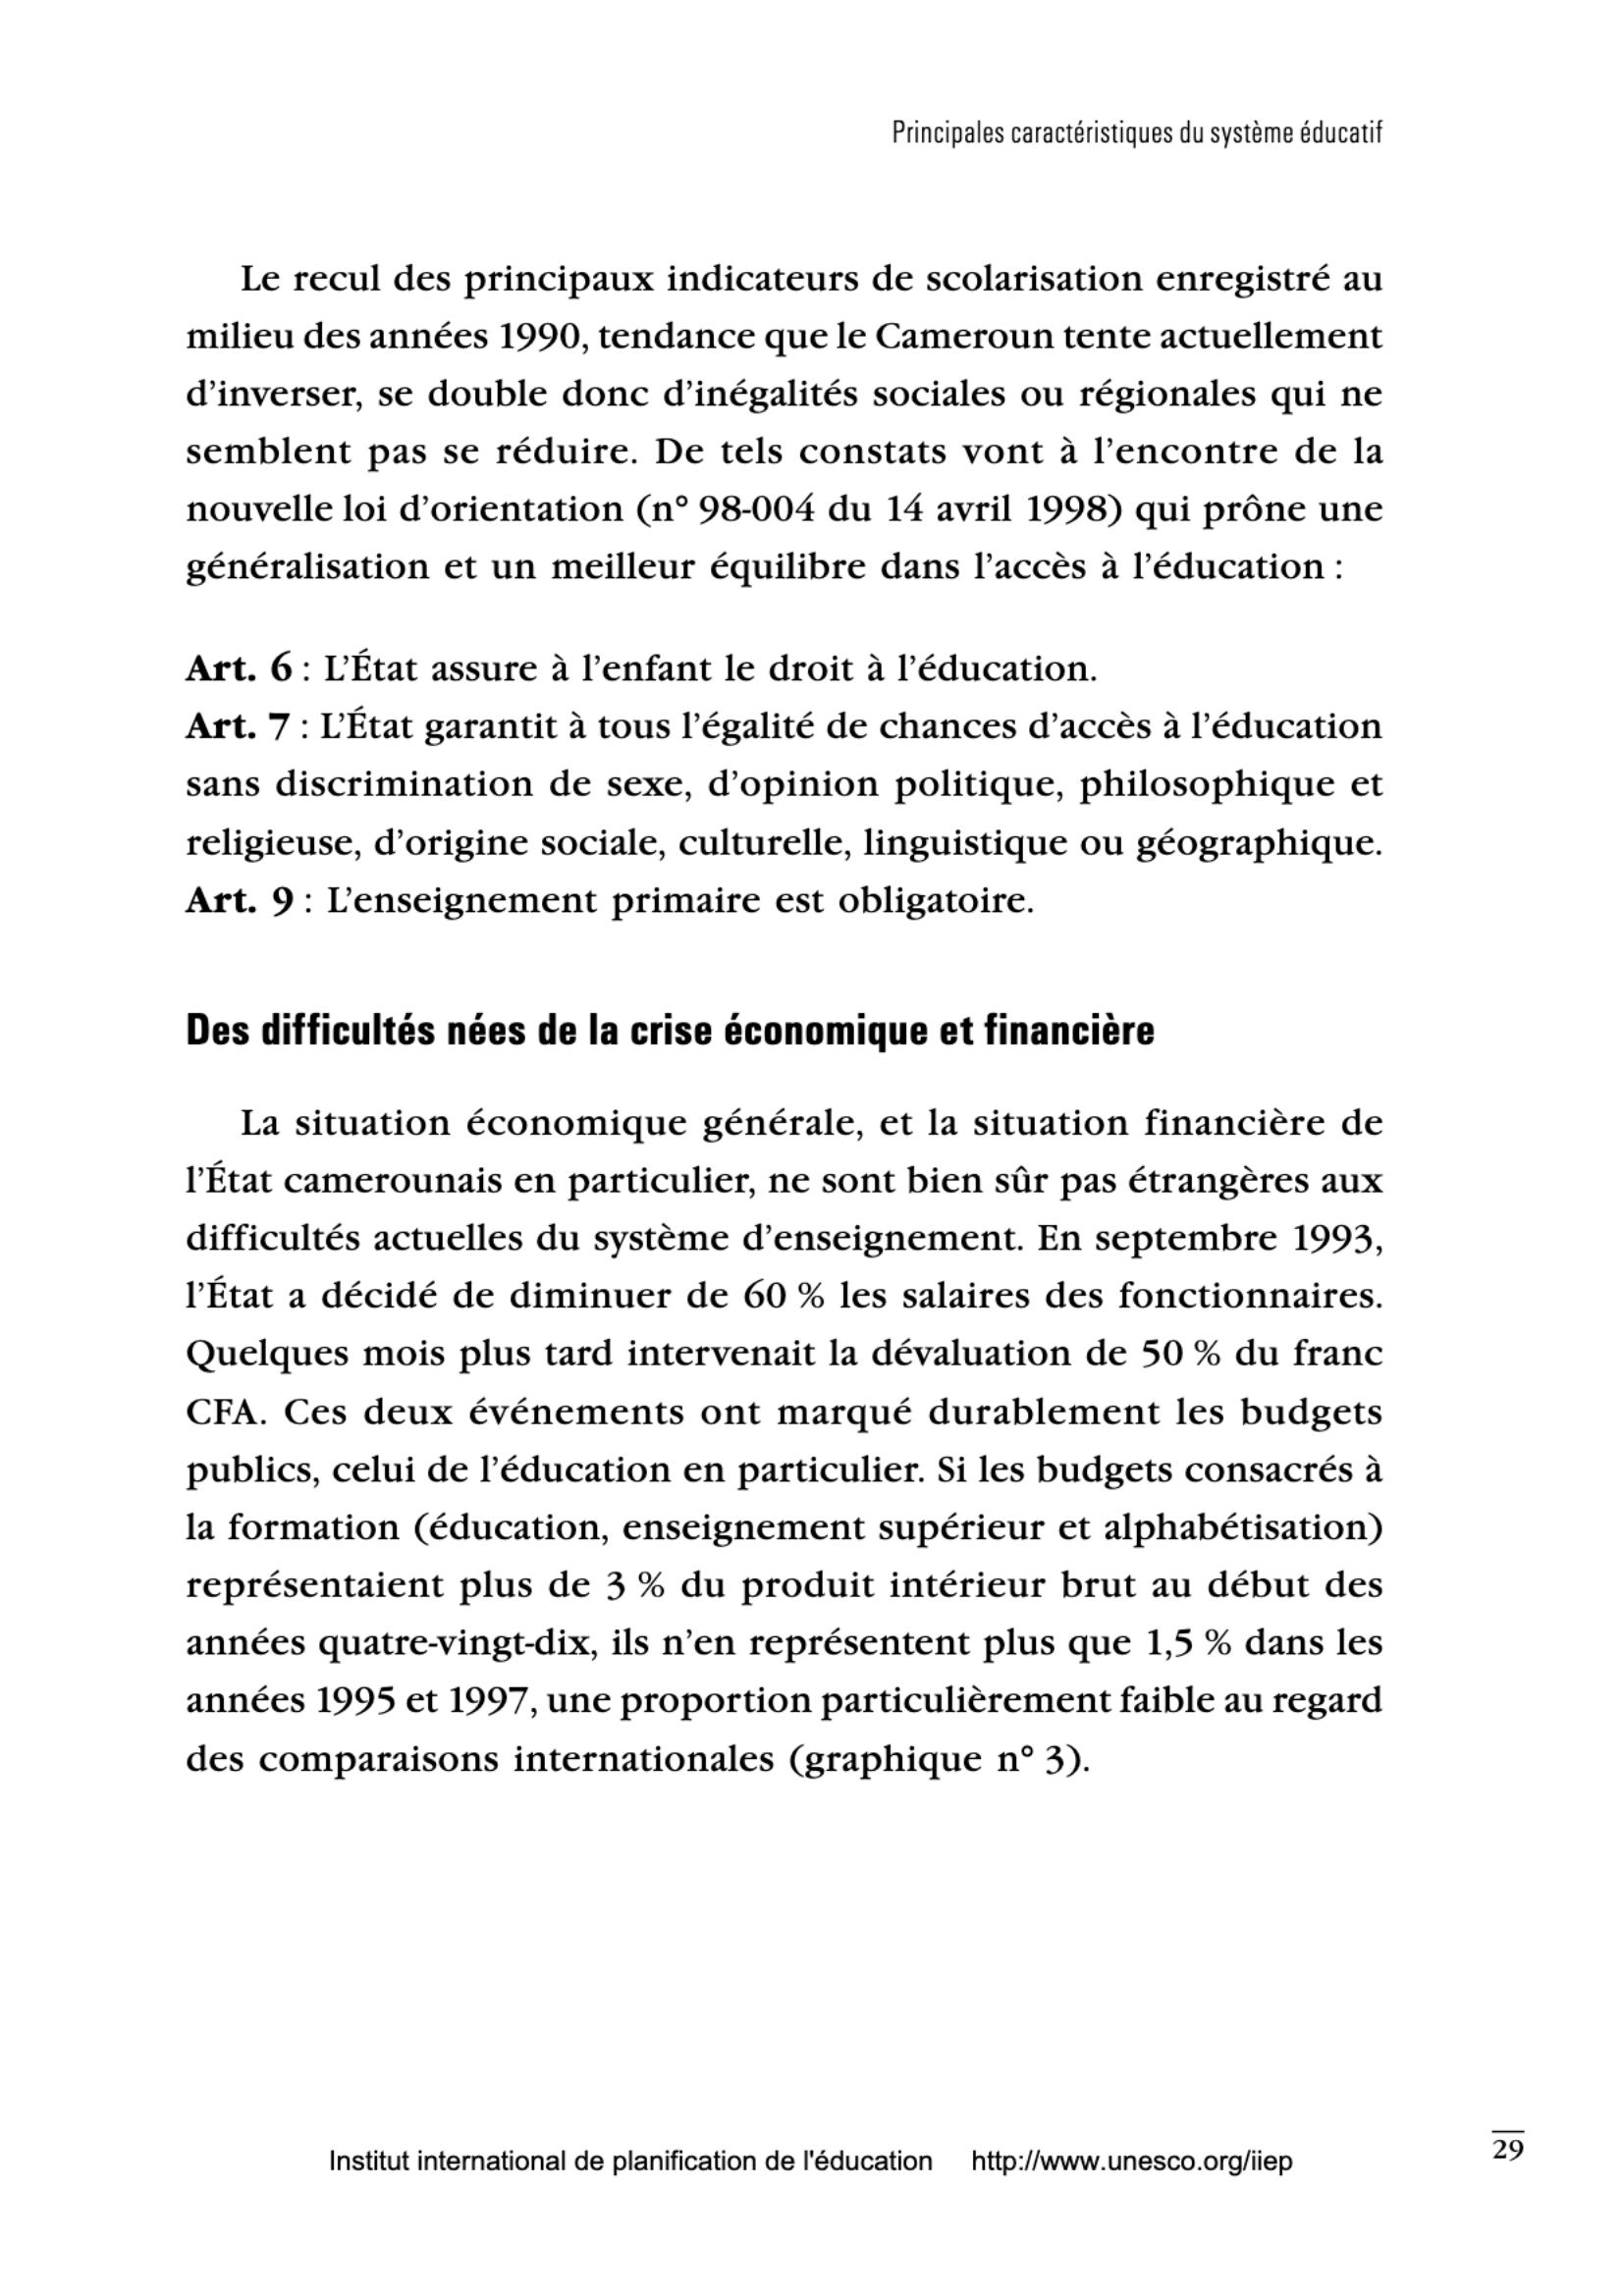 Principales caractéristiques du système éducatif
Le recul des principaux indicateurs de scolarisation enregistré au
milieu des années 1990, tendance que le Cameroun tente actuellement
d’inverser, se double donc d’inégalités sociales ou régionales qui ne
semblent pas se réduire. De tels constats vont à l’encontre de la
nouvelle loi d’orientation (n° 98-004 du 14 avril 1998) qui prône une
généralisation et un meilleur équilibre dans l’accès à l’éducation :
Art. 6 : L’État assure à l’enfant le droit à l’éducation.
Art. 7 : L’État garantit à tous l’égalité de chances d’accès à l’éducation
sans discrimination de sexe, d’opinion politique, philosophique et
religieuse, d’origine sociale, culturelle, linguistique ou géographique.
Art. 9 : L’enseignement primaire est obligatoire.
Des difficultés nées de la crise économique et financière
La situation économique générale, et la situation financière de
l’État camerounais en particulier, ne sont bien sûr pas étrangères aux
difficultés actuelles du système d’enseignement. En septembre 1993,
l’État a décidé de diminuer de 60 % les salaires des fonctionnaires.
Quelques mois plus tard intervenait la dévaluation de 50 % du franc
CFA. Ces deux événements ont marqué durablement les budgets
publics, celui de l’éducation en particulier. Si les budgets consacrés à
la formation (éducation, enseignement supérieur et alphabétisation)
représentaient plus de 3 % du produit intérieur brut au début des
années quatre-vingt-dix, ils n’en représentent plus que 1,5 % dans les
années 1995 et 1997, une proportion particulièrement faible au regard
des comparaisons internationales (graphique n° 3).
29
Institut international de planification de l'éducation http://www.unesco.org/iiep